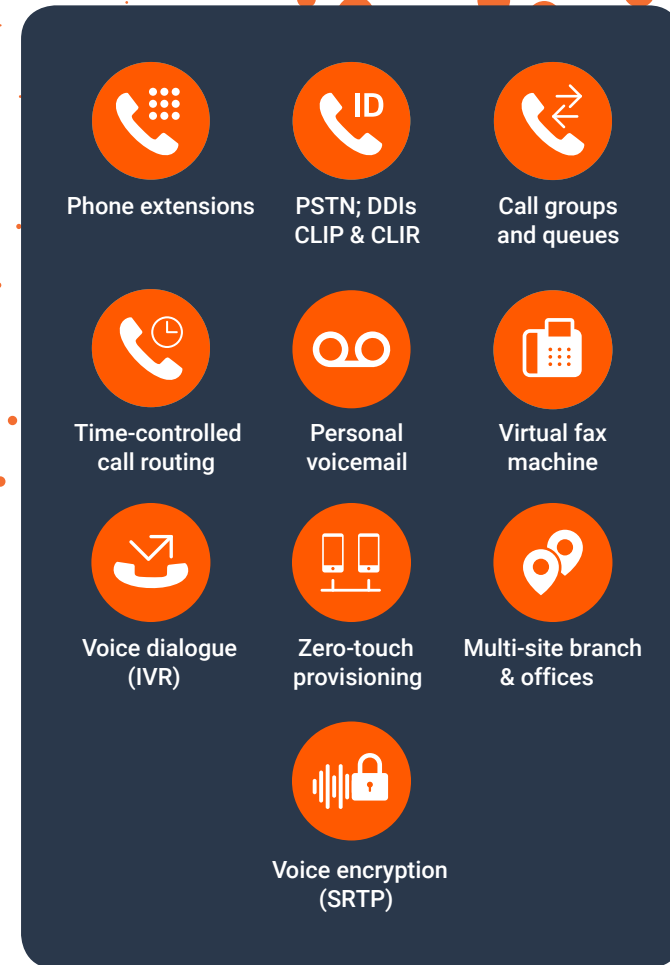 ID
Phone extensions
PSTN; DDIs
CLIP & CLIR
Call groups
and queues
Time-controlled
call routing
Personal
voicemail
Virtual fax
machine
Voice dialogue
(IVR)
Zero-touch
provisioning
Multi-site branch
& offices
Voice encryption
(SRTP)